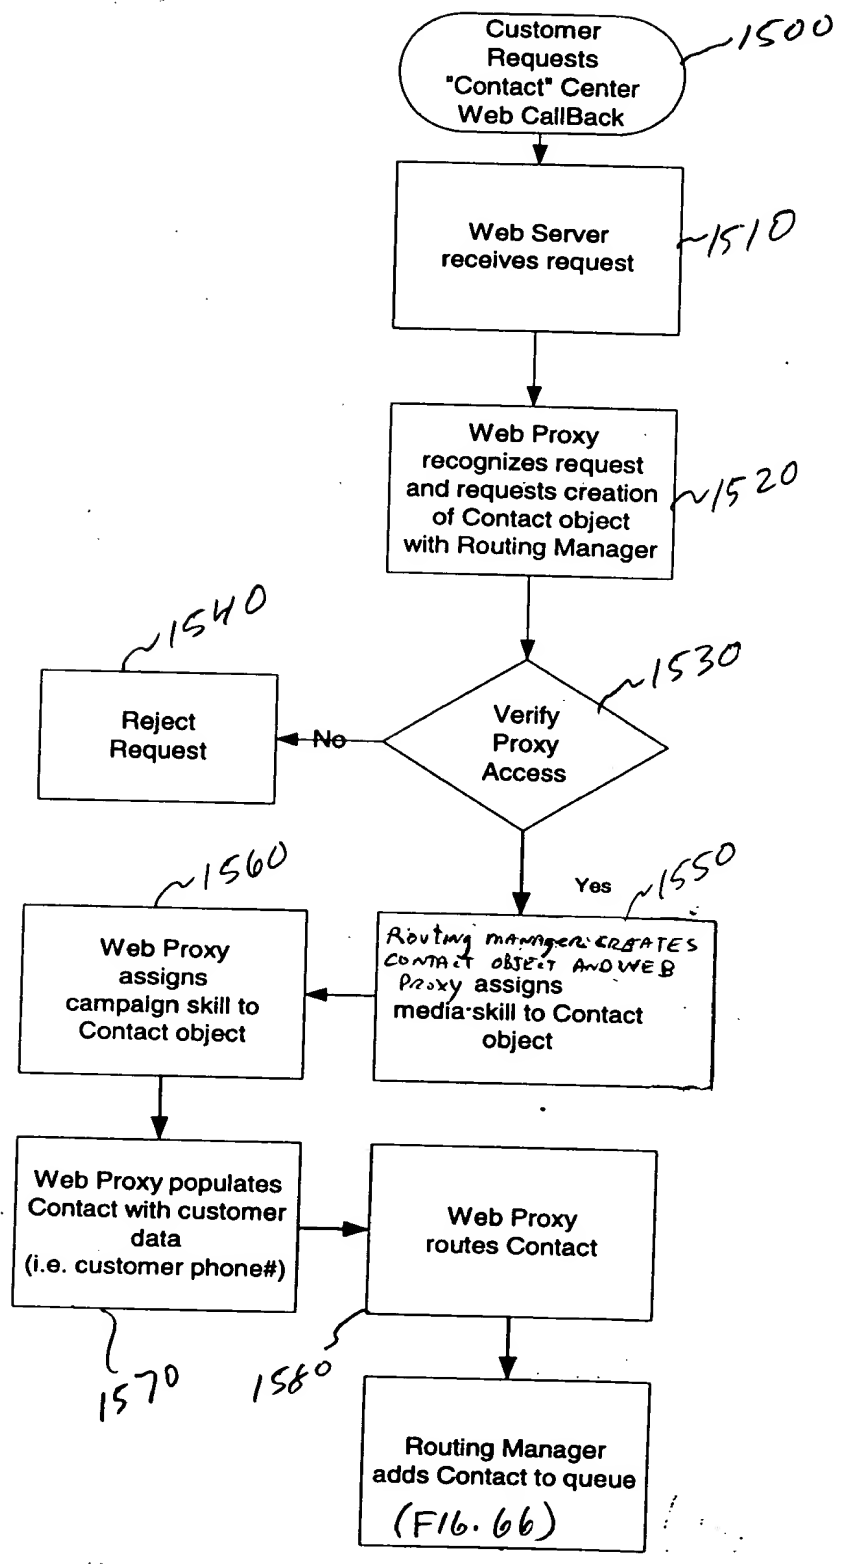 Customer
Requests
"Contact" Center
Web CallBack
1500
Web Server
receives request
1510
Web Proxy
recognizes request
and requests creation
of Contact object
with Routing Manager
1520
1530
Verify
Proxy
Access
No
1540
Reject
Request
Yes
1550
ROUTING MANAGER CREATES
CONTACT OBJECT AND WEB
PROXY assigns
media skill to Contact
object
1560
Web Proxy
assigns
campaign skill to
Contact object
Web Proxy populates
Contact with customer
data
(i.e. customer phone#)
1570
Web Proxy
routes Contact
1580
Routing Manager
adds Contact to queue
(FIG. 66)